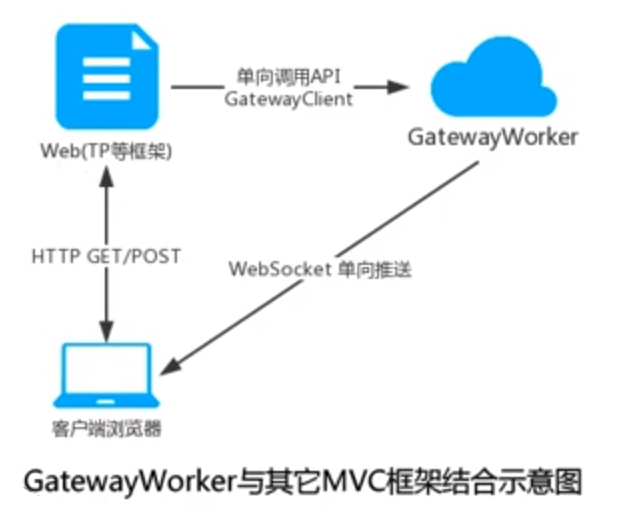 单向调用API
GatewayClient
GatewayWorker
Web(TP等框架)
HTTP GET/POST
WebSocket 单向推送
客户端浏览器
GatewayWorker与其它MVC框架结合示意图